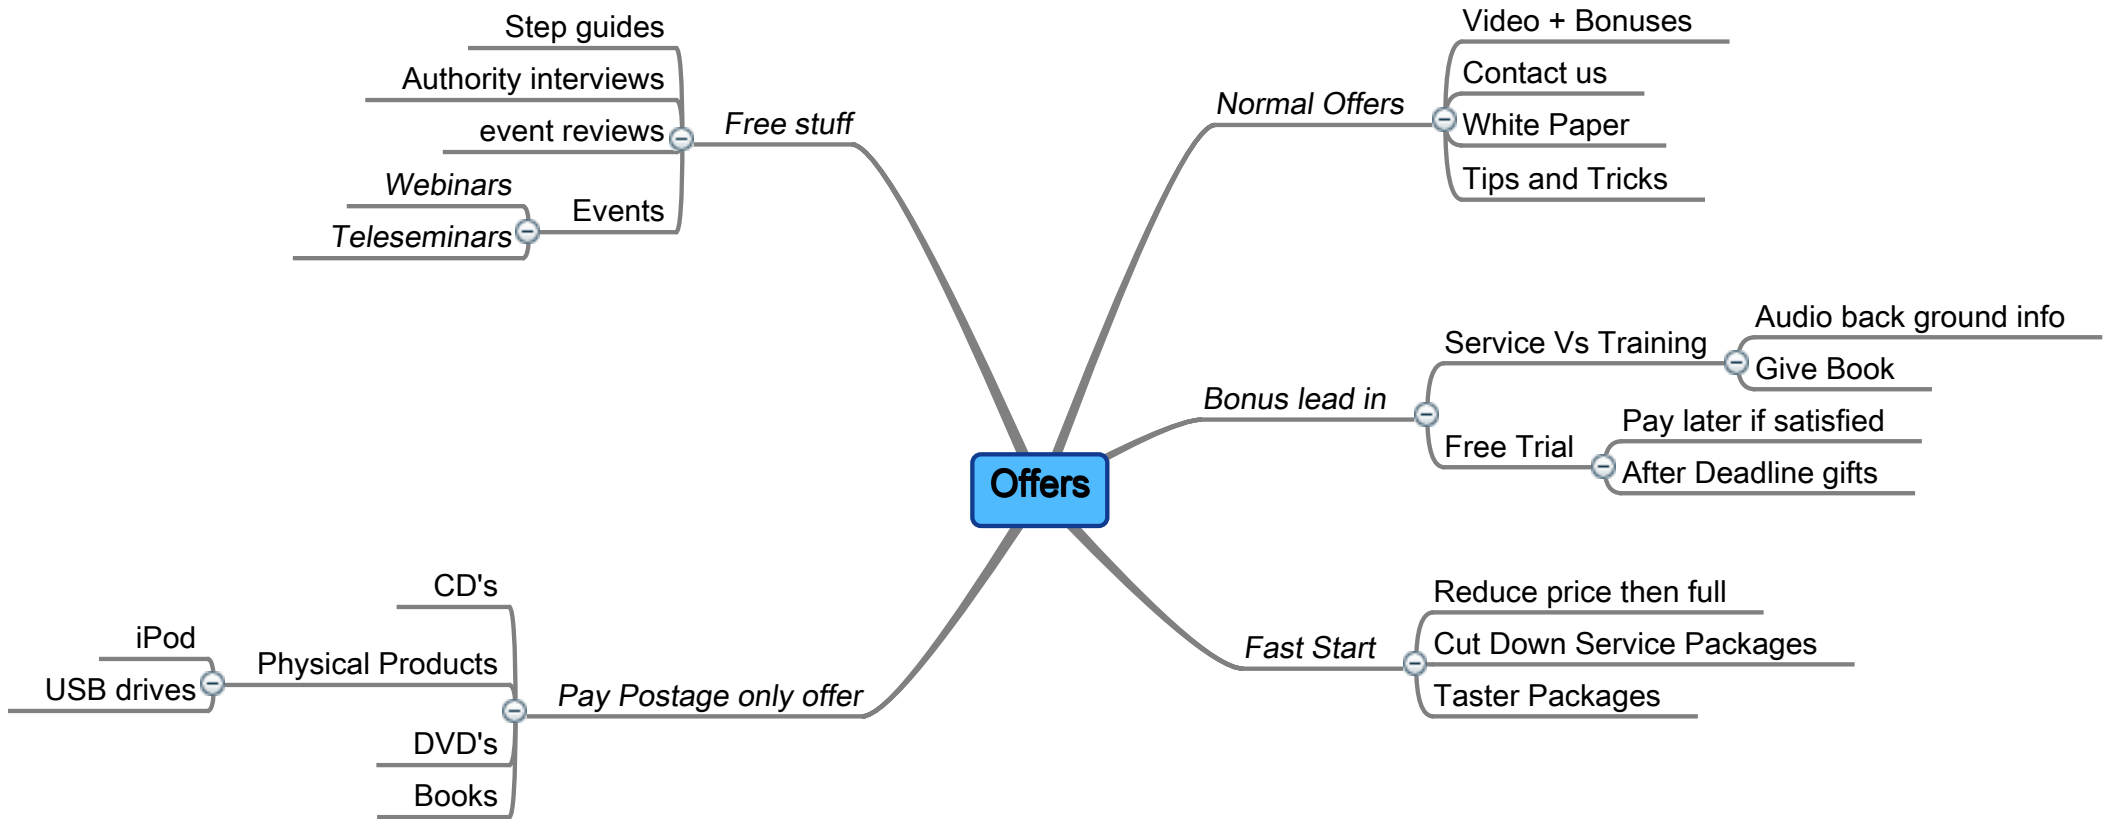 Offers
Normal Offers
Video + Bonuses
Contact us
White Paper
Tips and Tricks
Bonus lead in
Service Vs Training
Audio back ground info
Give Book
Free Trial
Pay later if satisfied
After Deadline gifts
Fast Start
Reduce price then full
Cut Down Service Packages
Taster Packages
Free stuff
Step guides
Authority interviews
event reviews
Events
Webinars
Teleseminars
Pay Postage only offer
CD's
Physical Products
iPod
USB drives
DVD's
Books